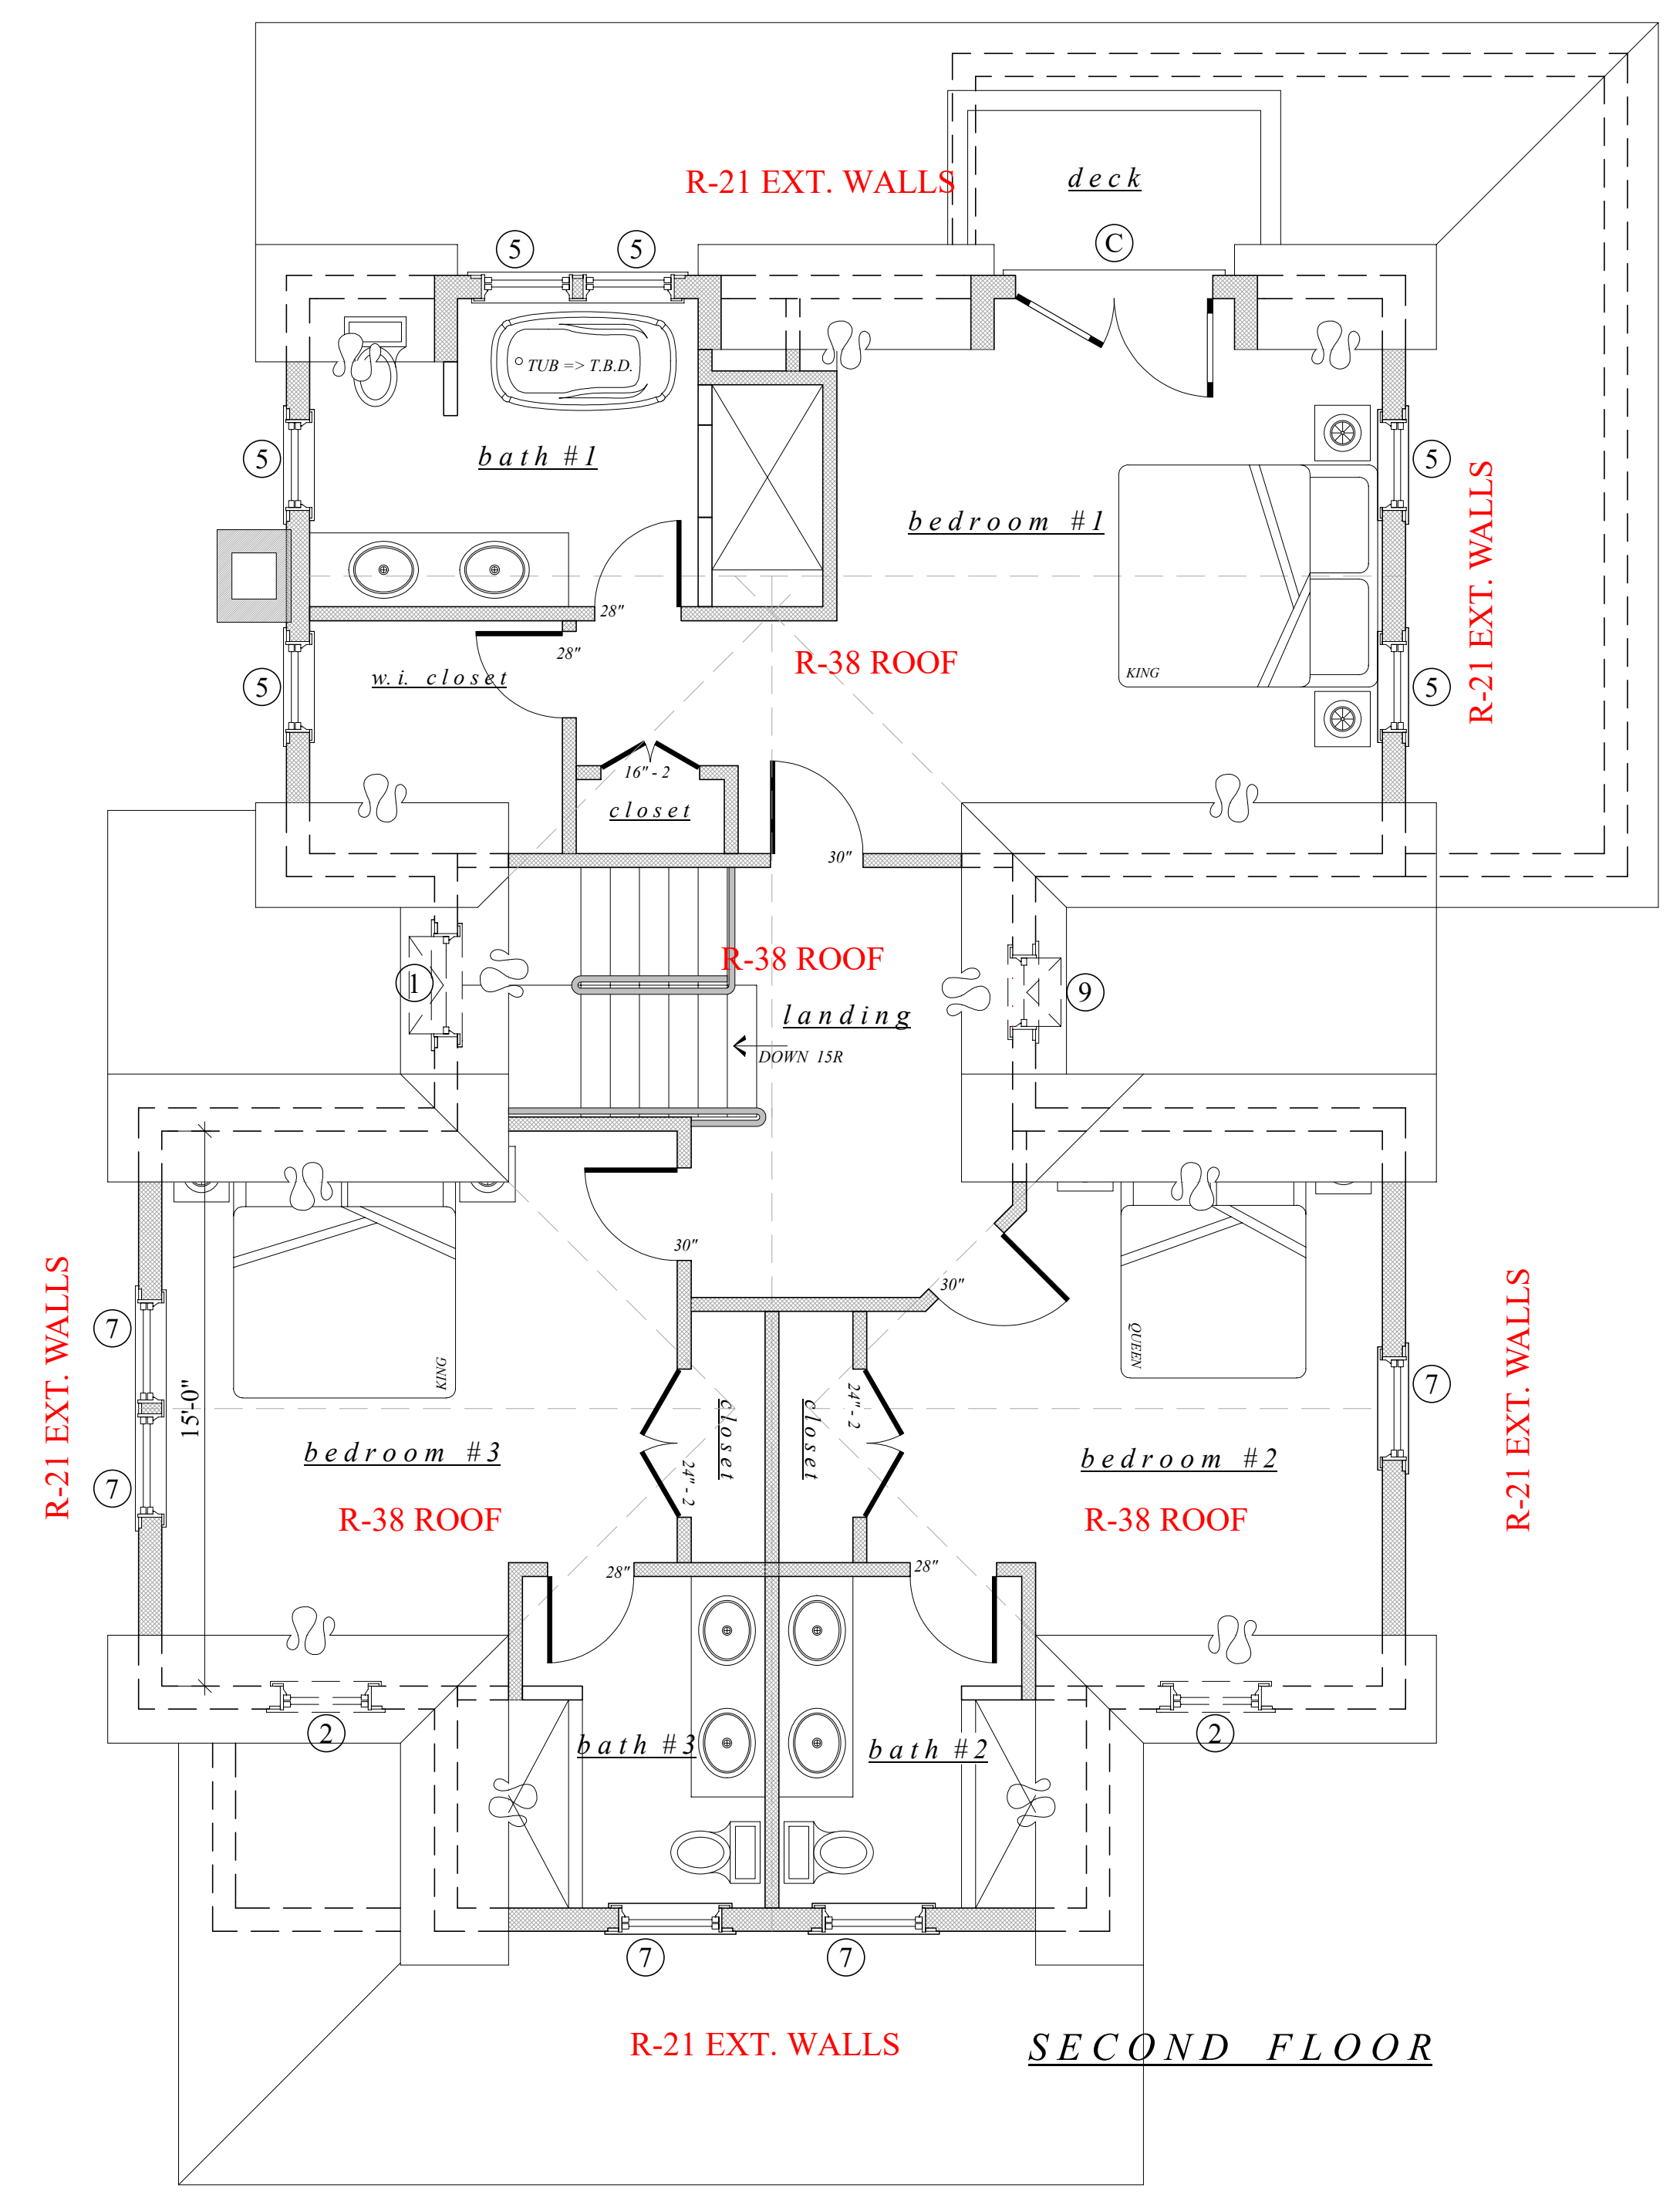 R-21 EXT. WALLS
deck
5
5
C
TUB => T.B.D.
bath #1
5
5
bedroom #1
R-21 EXT. WALLS
28"
28"
w.i. closet
R-38 ROOF
KING
5
5
16" - 2
closet
30"
R-38 ROOF
1
9
landing
DOWN 15R
30"
30"
R-21 EXT. WALLS
7
7
15'-0"
KING
QUEEN
7
R-21 EXT. WALLS
closet
24" - 2
closet
24" - 2
bedroom #3
bedroom #2
R-38 ROOF
R-38 ROOF
28"
28"
2
2
bath #3
bath #2
7
7
R-21 EXT. WALLS
SECOND FLOOR